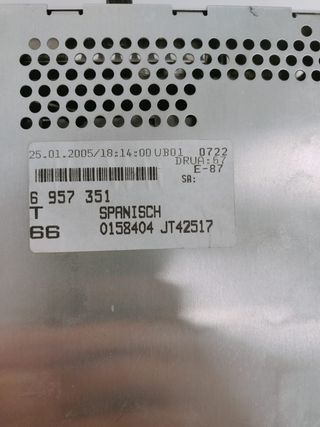 25.01.2005/18:14:00 UB01 0722
DRUA:67
E-87
SA:
6 957 351
T SPANISCH
66 0158404 JT42517